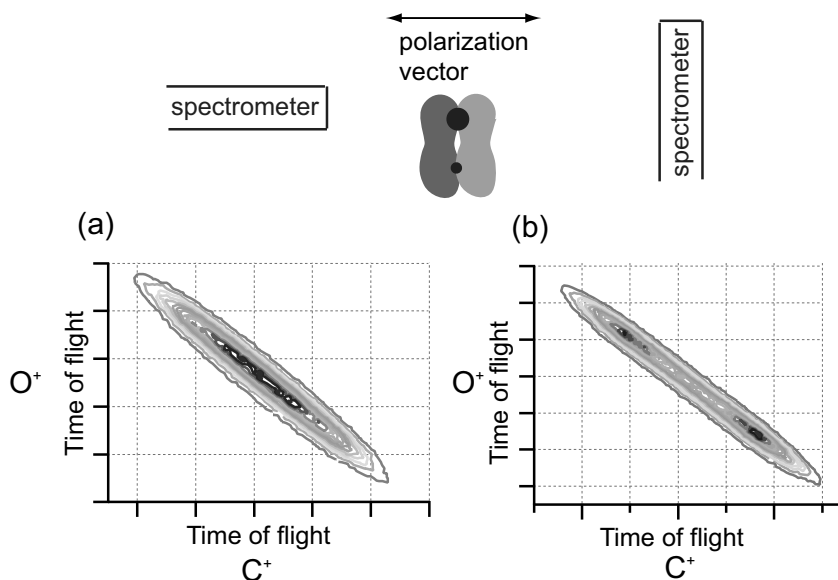 polarization
vector
spectrometer
spectrometer
(a)
(b)
O⁺
Time of flight
Time of flight
C⁺
O⁺
Time of flight
Time of flight
C⁺